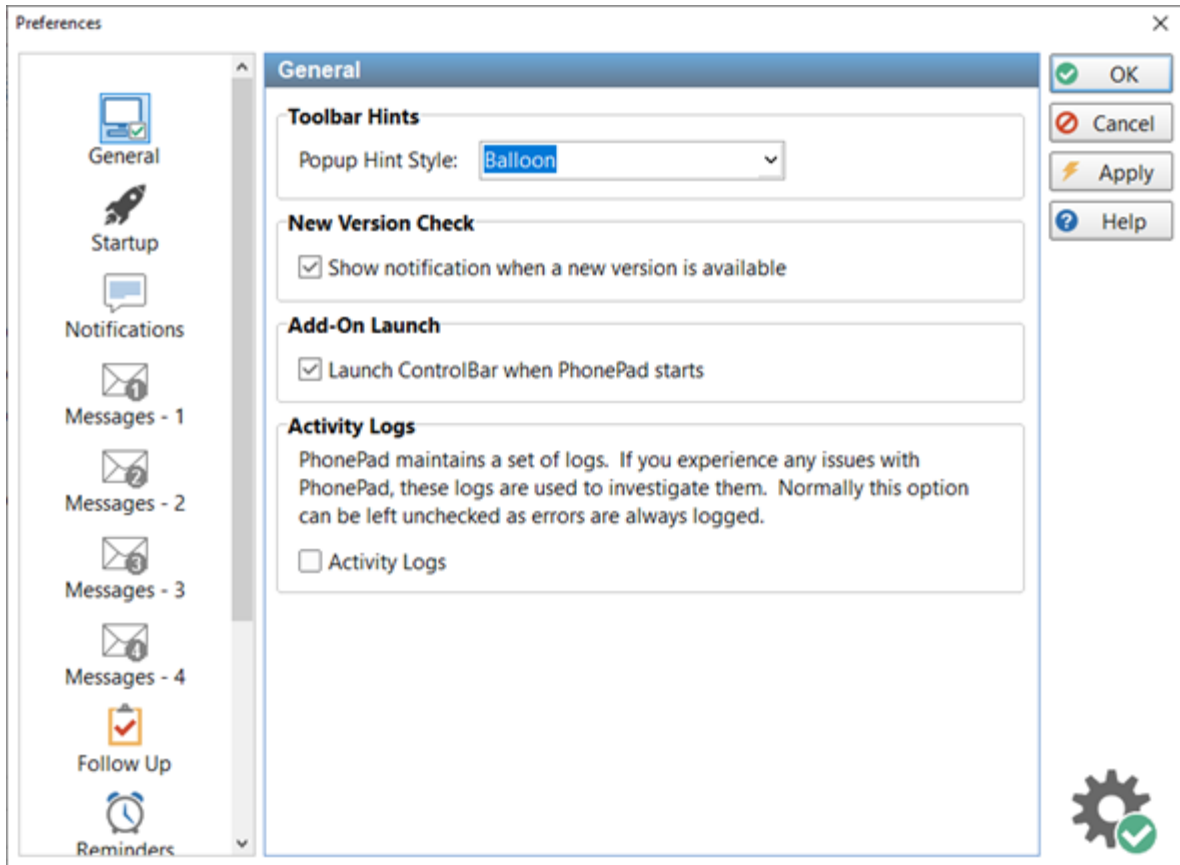 Preferences
General
Startup
Notifications
1
Messages - 1
2
Messages - 2
3
Messages - 3
4
Messages - 4
Follow Up
Reminders
General
Toolbar Hints
Popup Hint Style: Balloon
New Version Check
Show notification when a new version is available
Add-On Launch
Launch ControlBar when PhonePad starts
Activity Logs
PhonePad maintains a set of logs. If you experience any issues with
PhonePad, these logs are used to investigate them. Normally this option
can be left unchecked as errors are always logged.
Activity Logs
OK
Cancel
Apply
? Help